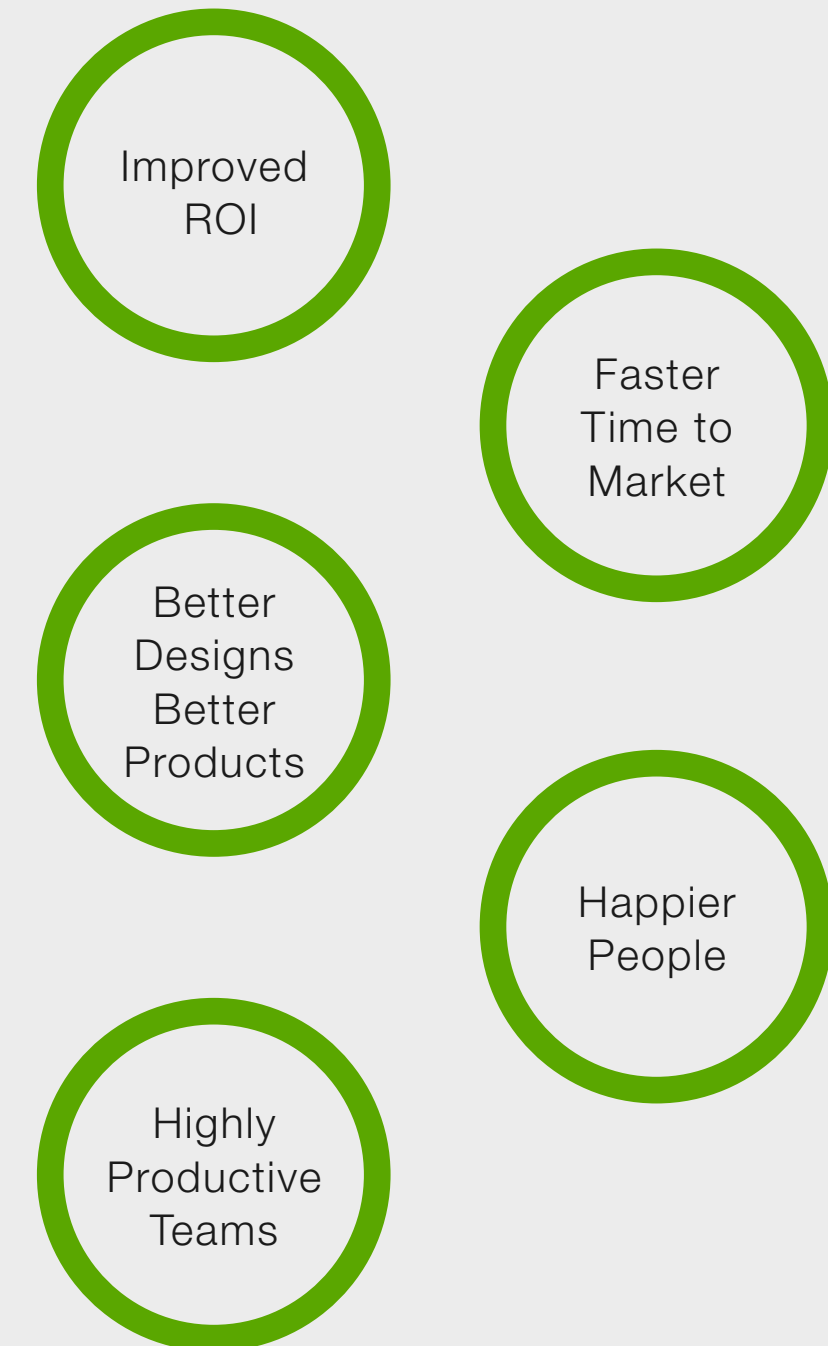 Improved
ROI
Faster
Time to
Market
Better
Designs
Better
Products
Happier
People
Highly
Productive
Teams